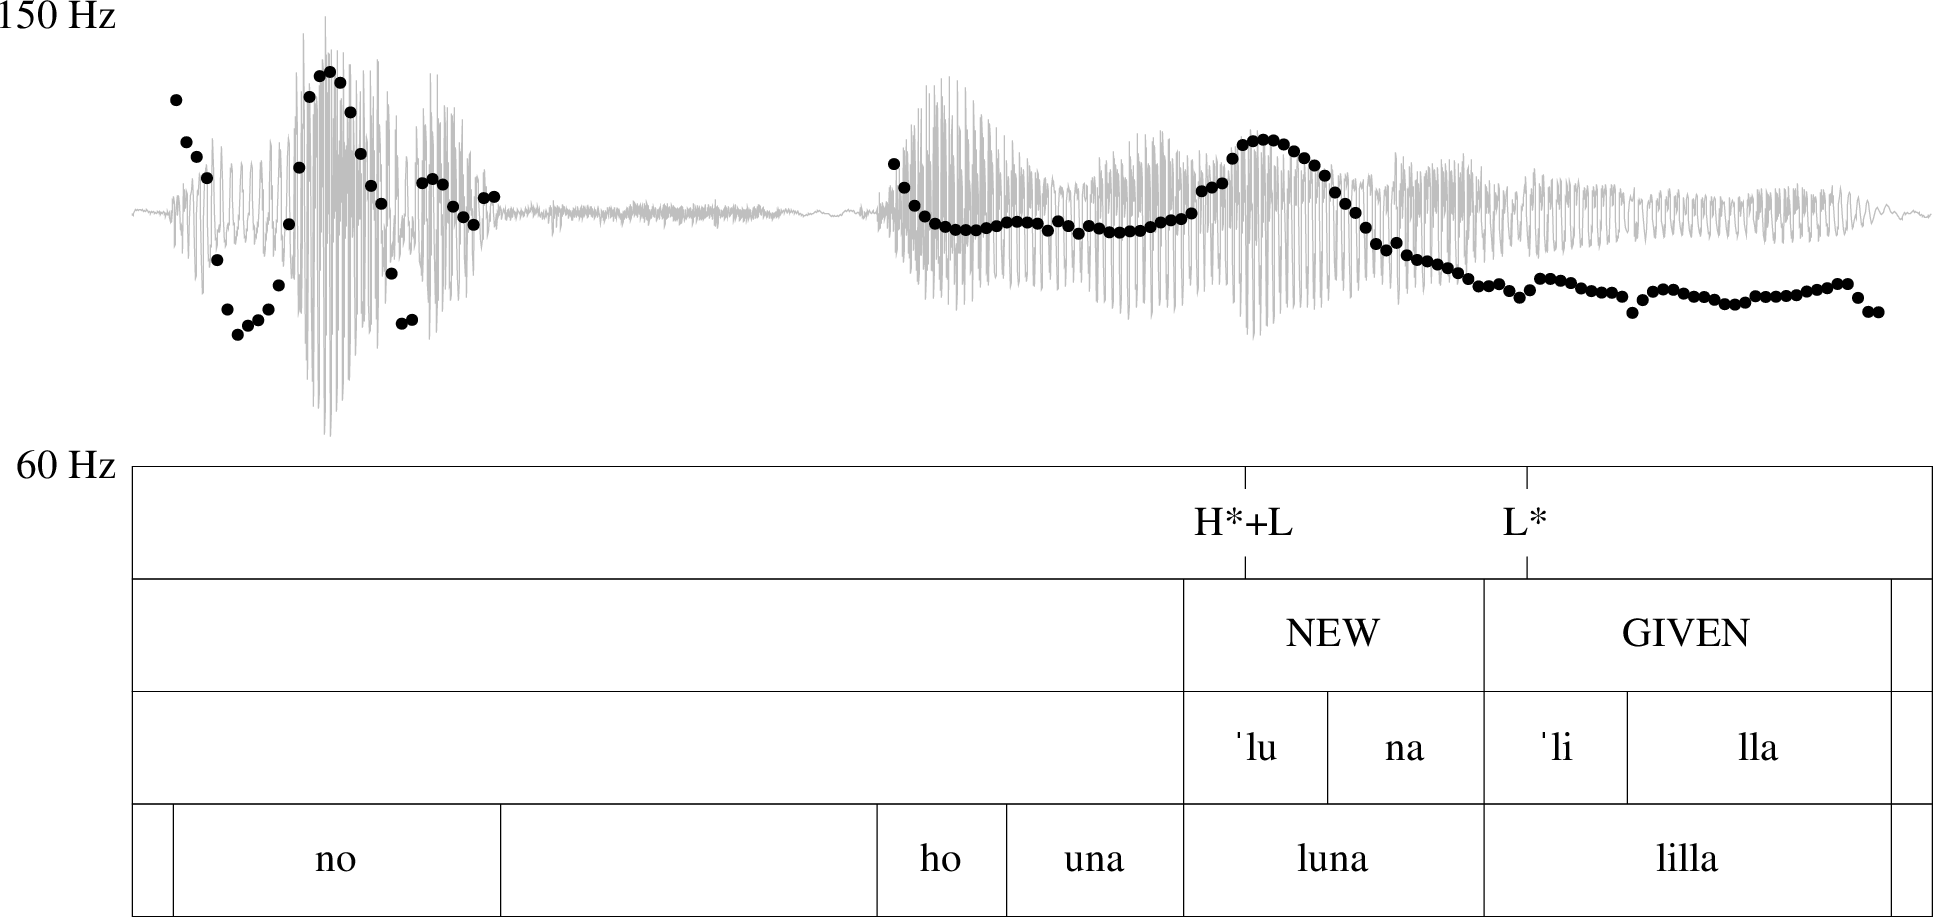 150 Hz
60 Hz
H*+L L*
NEW GIVEN
ˈlu na ˈli lla
no ho una luna lilla